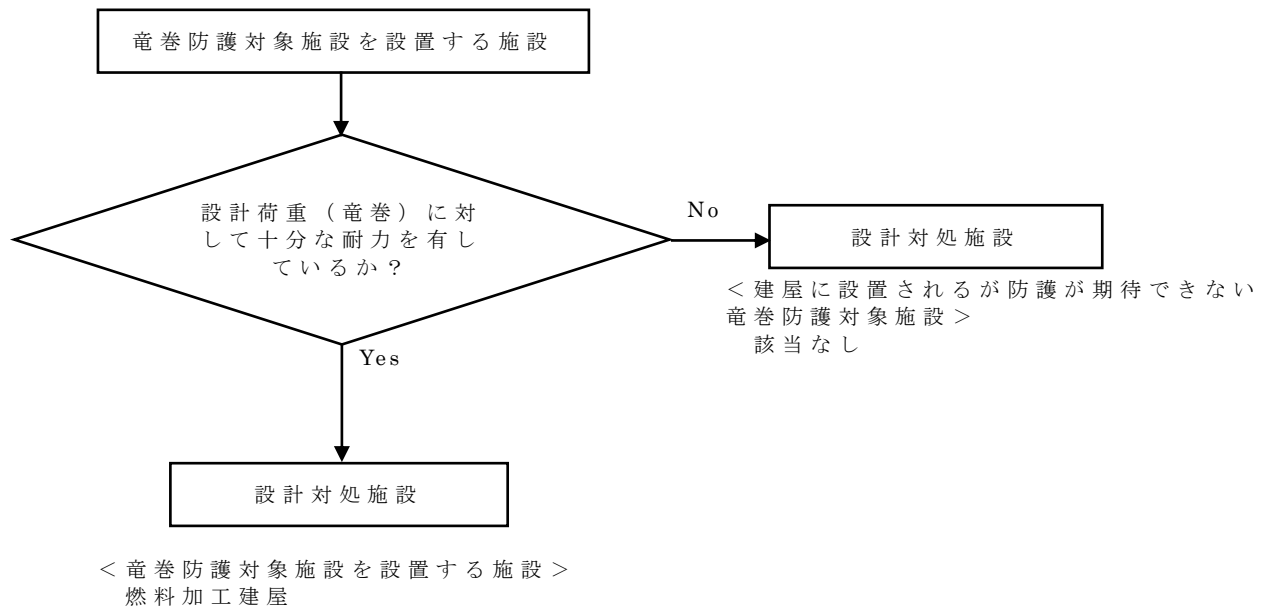 竜巻防護対象施設を設置する施設
設計荷重（竜巻）に対
して十分な耐力を有し
ているか？
No
設計対処施設
＜建屋に設置されるが防護が期待できない
竜巻防護対象施設＞
該当なし
Yes
設計対処施設
＜竜巻防護対象施設を設置する施設＞
燃料加工建屋